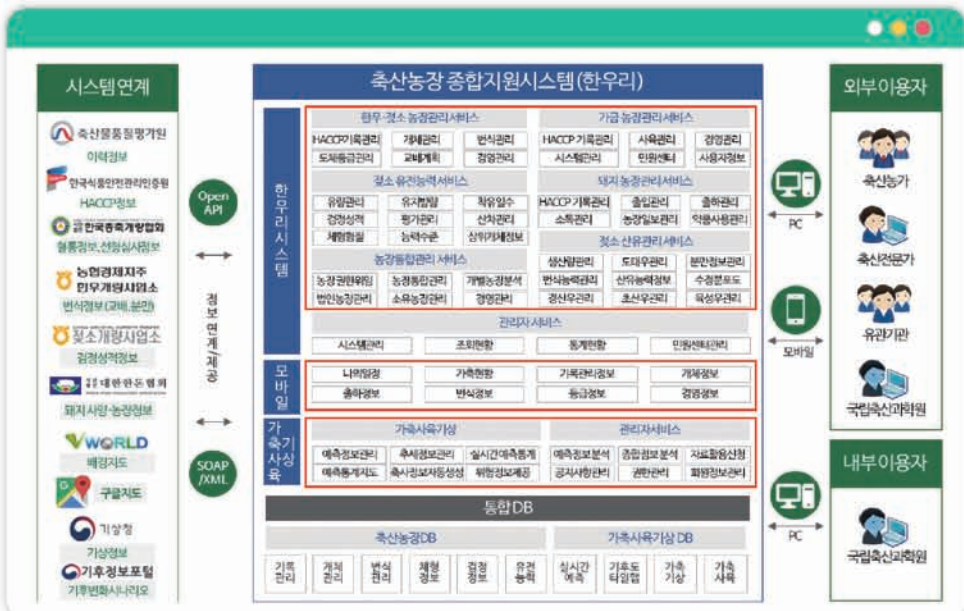 시스템연계
축산물품질평가원
이력정보
한국식품안전관리인증원
HACCP정보
한국종축개량협회
혈통정보, 선형심사정보
농협경제지주
한우개량사업소
번식정보(교배, 분만)
젖소개량사업소
검정성적정보
대한한돈협회
돼지사양·농장정보
VWORLD
배경지도
구글지도
기상청
기상정보
기후정보포털
기후변화시나리오
Open
API
정보연계/제공
SOAP
/XML
축산농장 종합지원시스템(한우리)
한우리시스템
한우·젖소 농장관리서비스
HACCP기록관리 개체관리 번식관리
도체등급관리 교배계획 경영관리
젖소 유전능력 서비스
유량관리 유지방량 착유일수
검정성적 평가관리 산차관리
체형형질 능력수준 상위개체정보
농장통합관리 서비스
농장권한위임 농장통합관리 개별농장분석
법인농장관리 소유농장관리 경영관리
가금 농장관리서비스
HACCP 기록관리 사육관리 경영관리
시스템관리 민원센터 사용자정보
돼지 농장관리서비스
HACCP 기록관리 출입관리 출하관리
소독관리 농장일보관리 약품사용관리
젖소 산유관리 서비스
생산량관리 도태우관리 분만정보관리
번식능력관리 산유능력정보 수정분포도
경산우관리 초산우관리 육성우관리
관리자 서비스
시스템관리 조회현황 통계현황 민원센터관리
모바일
나의일정 가축현황 기록관리정보 개체정보
출하정보 번식정보 등급정보 경영정보
가축사육기상
가축사육기상
예측정보관리 추세정보관리 실시간예측통계
예측통계지도 축사정보자동생성 위험정보제공
관리자서비스
예측정보분석 종합정보분석 자료활용신청
공지사항관리 권한관리 회원정보관리
통합DB
축산농장DB
기록관리 개체관리 번식관리 체형정보 검정정보 유전능력
가축사육기상 DB
실시간예측 기후도타일맵 가축기상 가축사육
PC
모바일
PC
외부이용자
축산농가
축산전문가
유관기관
국립축산과학원
내부이용자
국립축산과학원